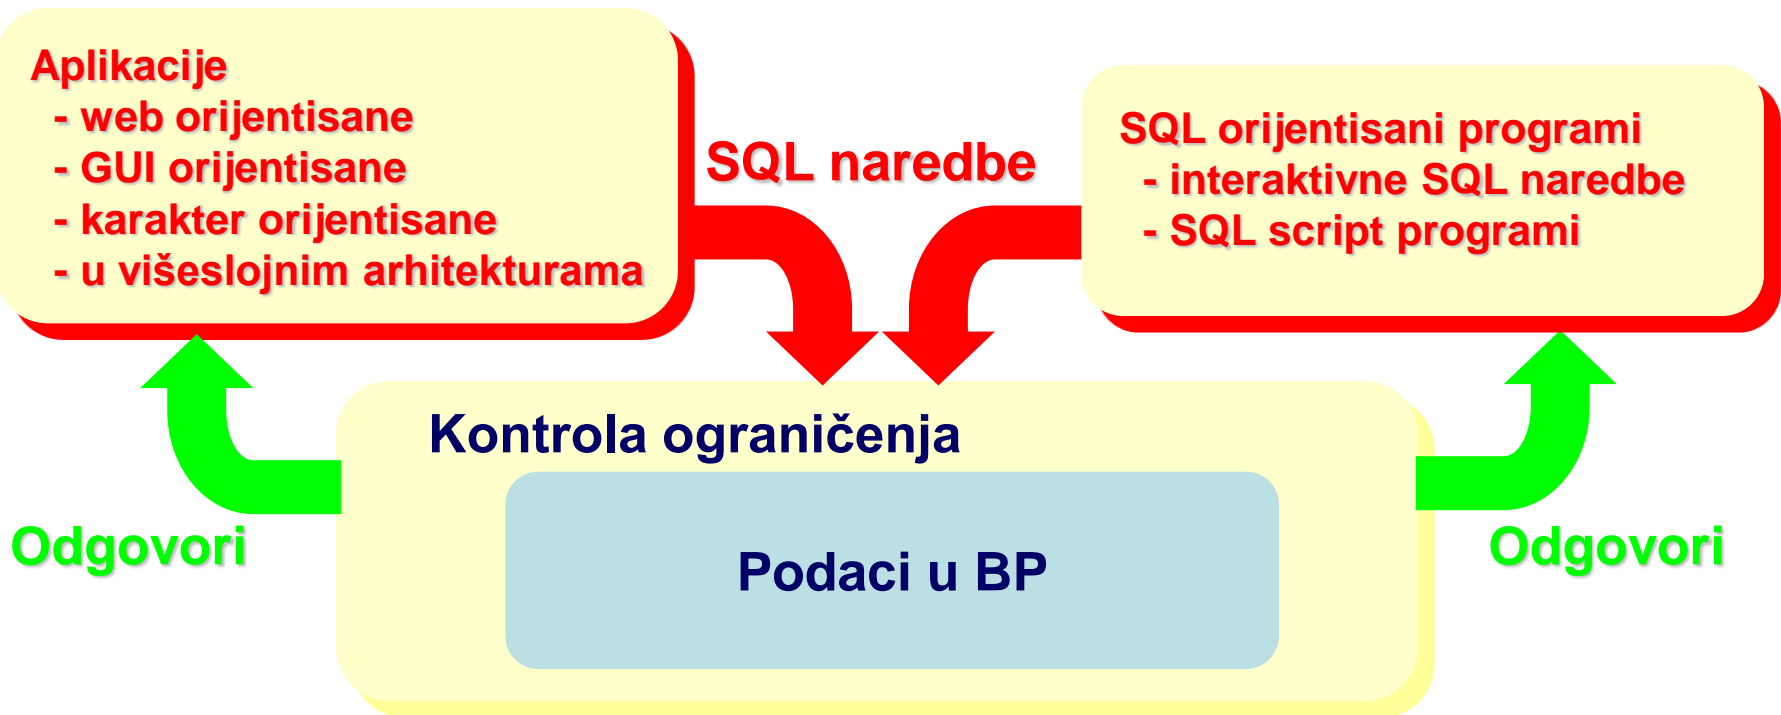 Aplikacije
- web orijentisane
- GUI orijentisane
- karakter orijentisane
- u višeslojnim arhitekturama
SQL naredbe
SQL orijentisani programi
- interaktivne SQL naredbe
- SQL script programi
Kontrola ograničenja
Odgovori
Podaci u BP
Odgovori